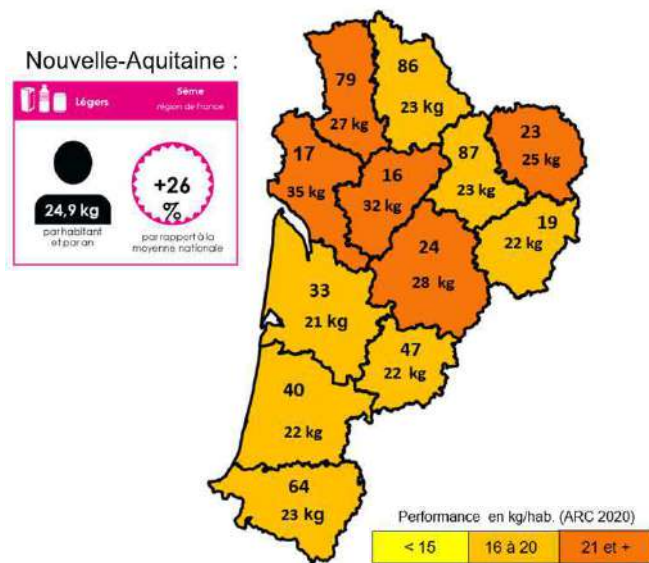 Nouvelle-Aquitaine :
Légers
5ème
région de france
24,9 kg
par habitant
et par an
+26
%
par rapport à la
moyenne nationale
79
27 kg
86
23 kg
17
35 kg
16
32 kg
87
23 kg
23
25 kg
19
22 kg
24
28 kg
33
21 kg
47
22 kg
40
22 kg
64
23 kg
Performance en kg/hab. (ARC 2020)
< 15
16 à 20
21 et +